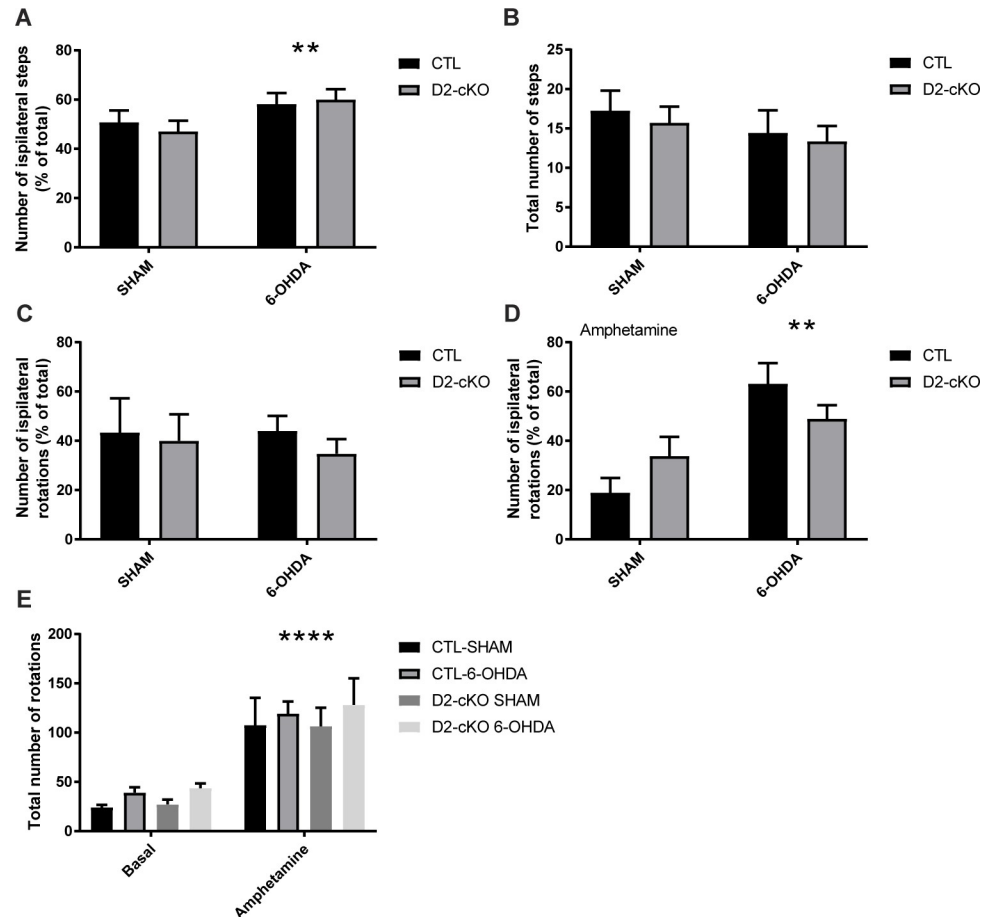 A
Number of ispilateral steps
(% of total)
80
60
40
20
0
**
SHAM
6-OHDA
CTL
D2-cKO
B
Total number of steps
25
20
15
10
5
0
SHAM
6-OHDA
CTL
D2-cKO
C
Number of ispilateral
rotations (% of total)
80
60
40
20
0
SHAM
6-OHDA
CTL
D2-cKO
D
Amphetamine
**
Number of ispilateral
rotations (% of total)
80
60
40
20
0
SHAM
6-OHDA
CTL
D2-cKO
E
Total number of rotations
200
150
100
50
0
****
Basal
Amphetamine
CTL-SHAM
CTL-6-OHDA
D2-cKO SHAM
D2-cKO 6-OHDA